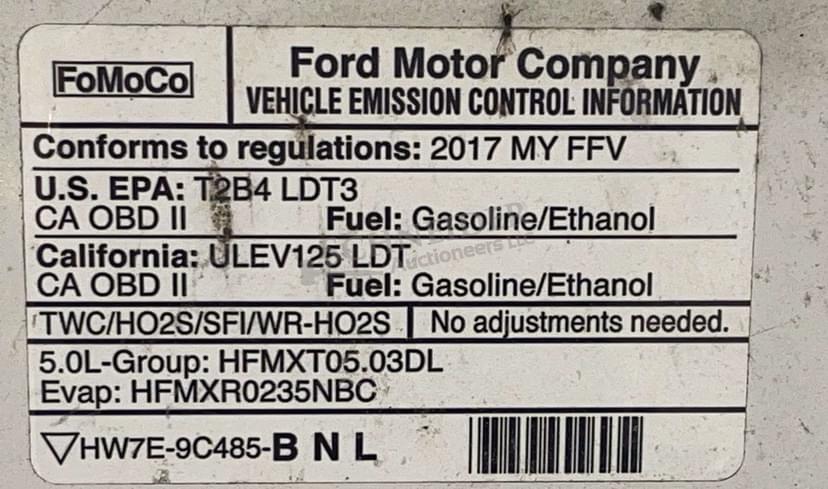 FoMoCo
Ford Motor Company
VEHICLE EMISSION CONTROL INFORMATION
Conforms to regulations: 2017 MY FFV
U.S. EPA: T2B4 LDT3
CA OBD II Fuel: Gasoline/Ethanol
California: ULEV125 LDT
CA OBD II Fuel: Gasoline/Ethanol
TWC/HO2S/SFI/WR-HO2S No adjustments needed.
5.0L-Group: HFMXT05.03DL
Evap: HFMXR0235NBC
HW7E-9C485-B N L
Auctioneers LLC